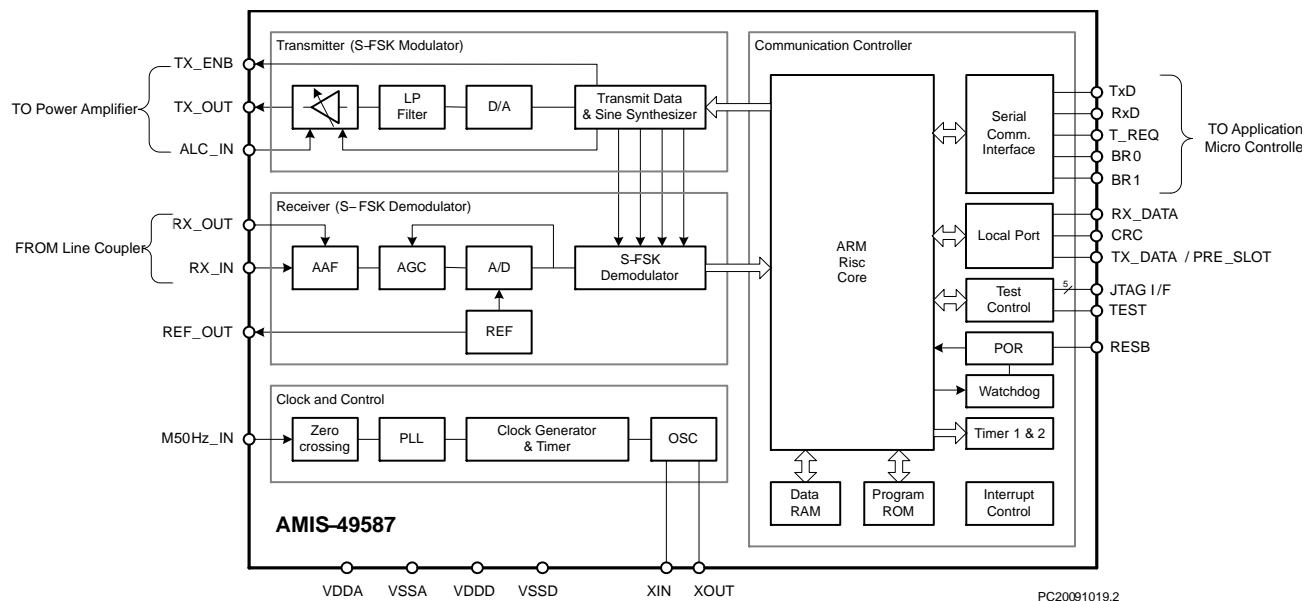 Transmitter (S–FSK Modulator)
TX_ENB
TO Power Amplifier
TX_OUT
ALC_IN
LP
Filter
D/A
Transmit Data
& Sine Synthesizer
Receiver (S–FSK Demodulator)
RX_OUT
FROM Line Coupler
RX_IN
REF_OUT
AAF
AGC
A/D
S–FSK
Demodulator
REF
Clock and Control
M50Hz_IN
Zero
crossing
PLL
Clock Generator
& Timer
OSC
AMIS–49587
VDDA
VSSA
VDDD
VSSD
XIN
XOUT
Communication Controller
ARM
Risc
Core
Serial
Comm.
Interface
Local Port
Test
Control
5
POR
Watchdog
Timer 1 & 2
Data
RAM
Program
ROM
Interrupt
Control
TxD
RxD
T_REQ
BR0
BR1
TO Application
Micro Controlle
RX_DATA
CRC
TX_DATA / PRE_SLOT
JTAG I/F
TEST
RESB
PC20091019.2